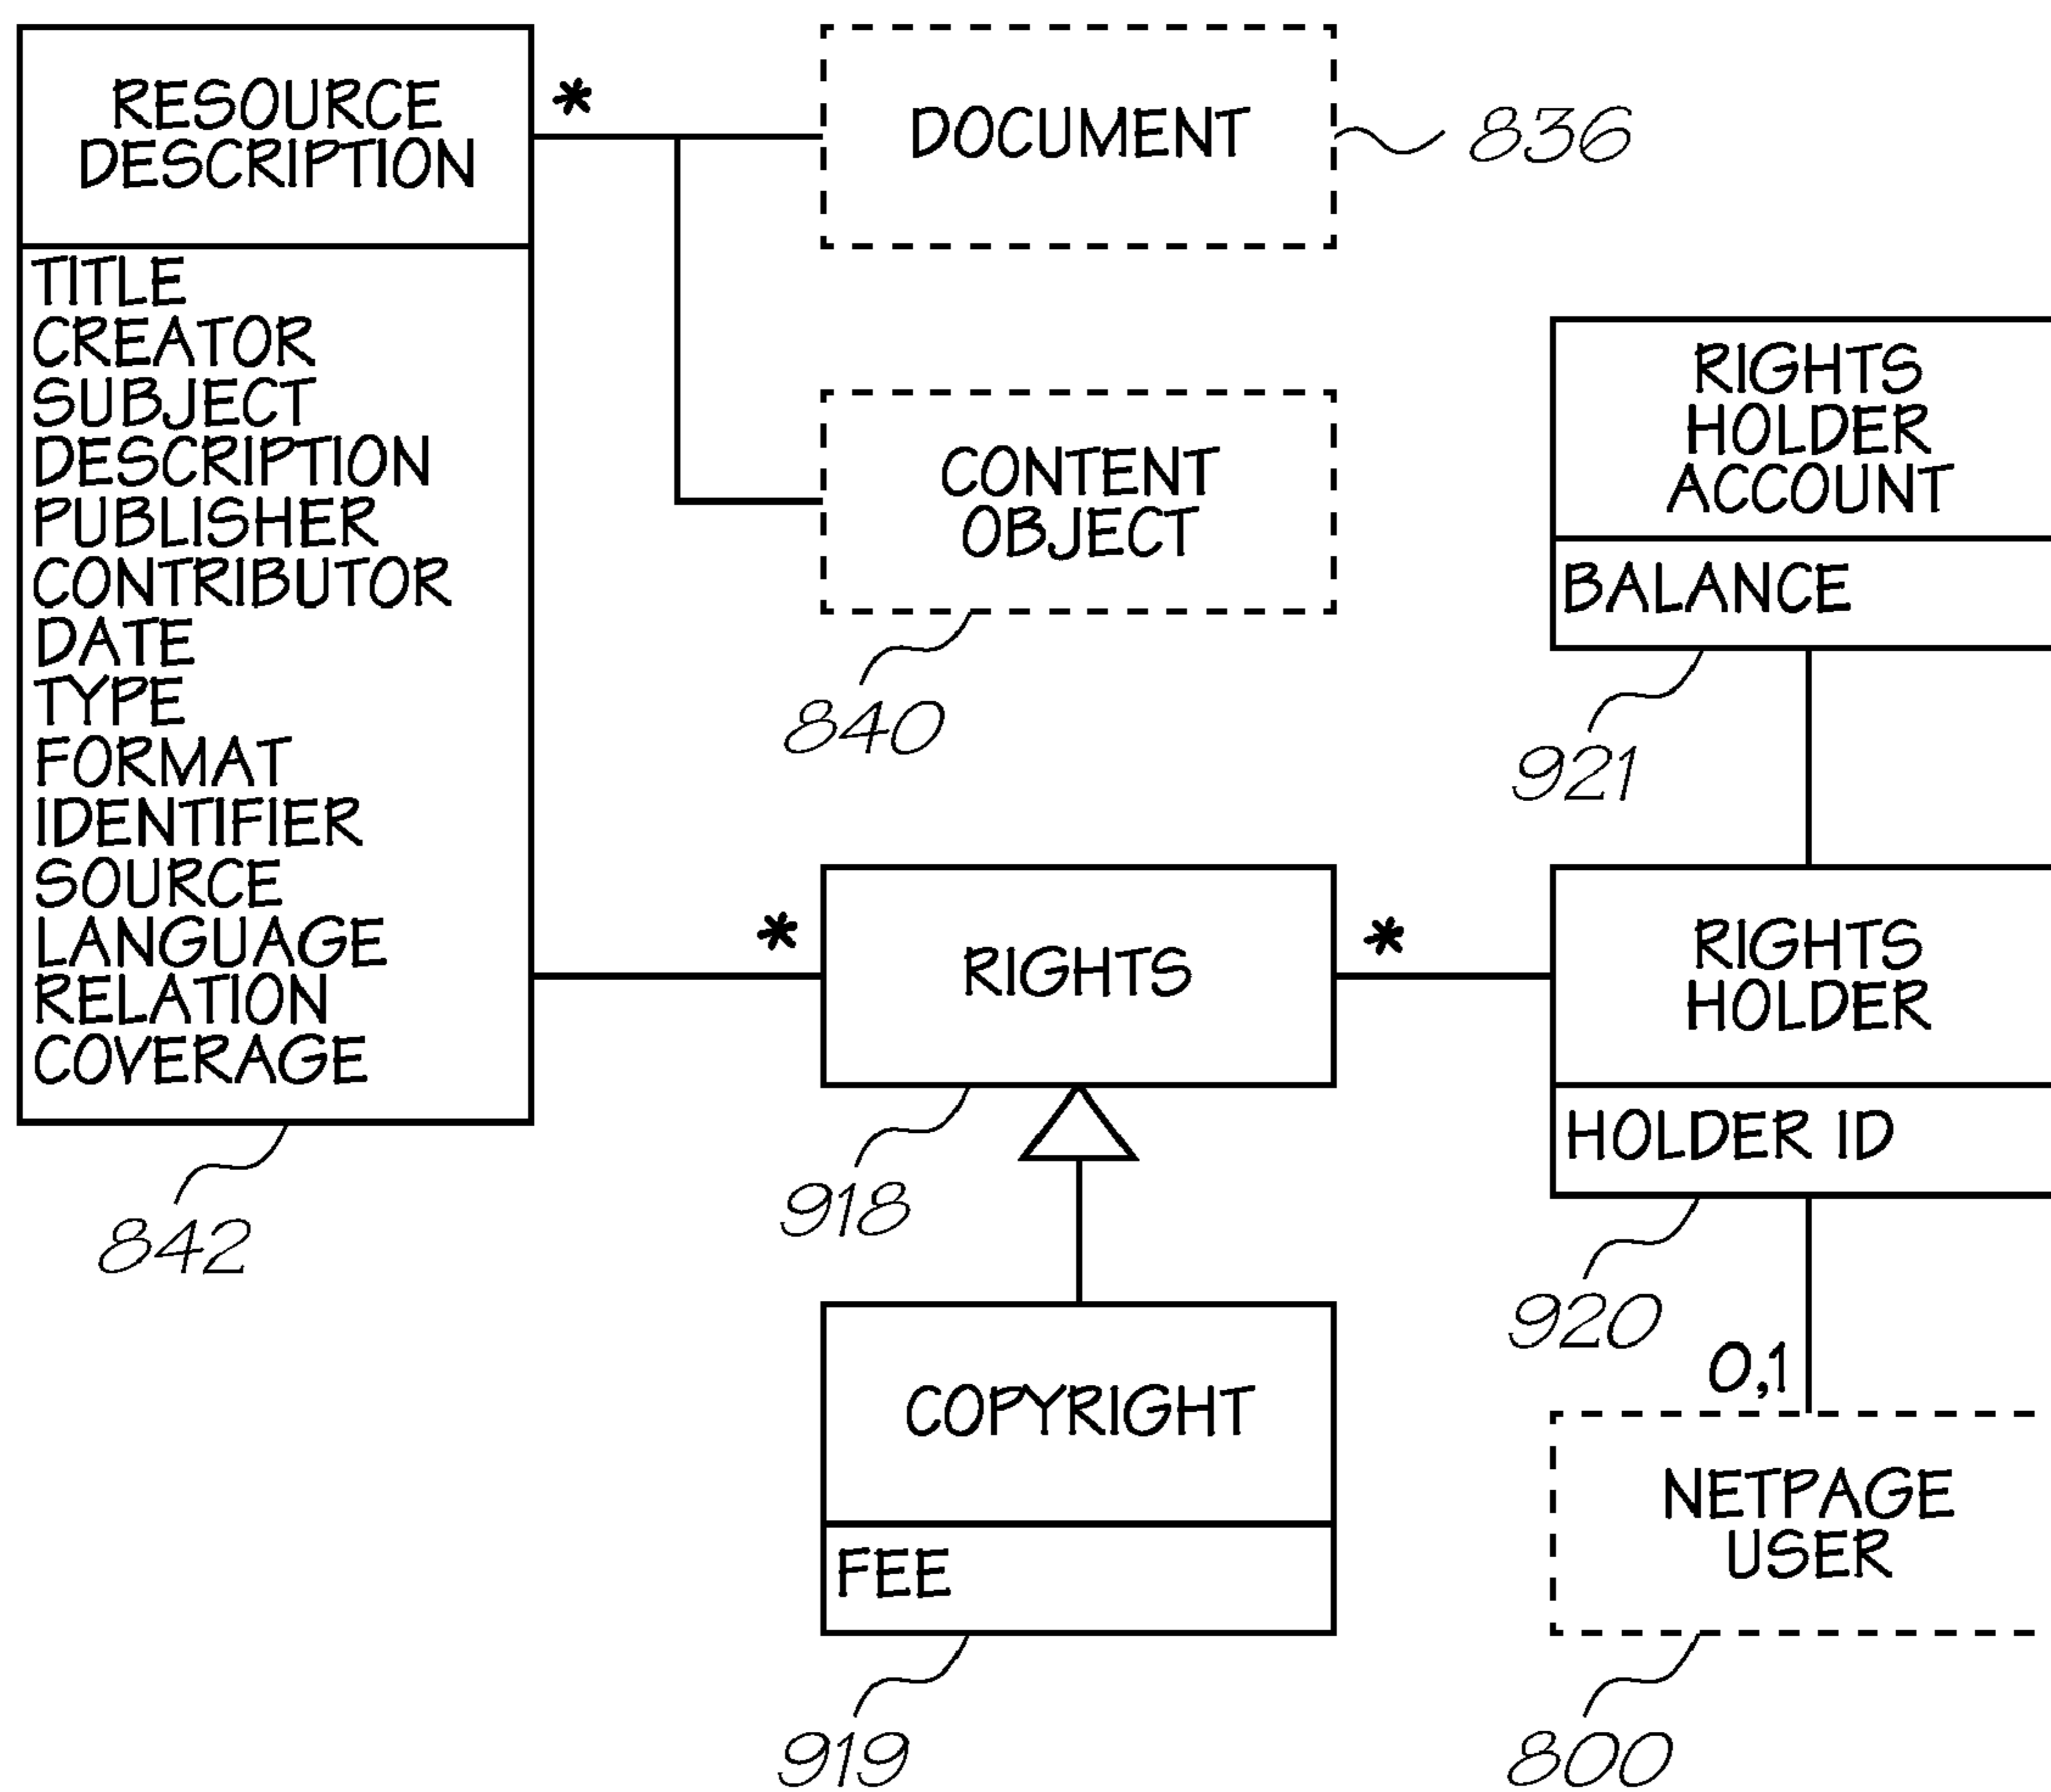 RESOURCE
DESCRIPTION
*
DOCUMENT
836
TITLE
CREATOR
SUBJECT
DESCRIPTION
PUBLISHER
CONTRIBUTOR
DATE
TYPE
FORMAT
IDENTIFIER
SOURCE
LANGUAGE
RELATION
COVERAGE
842
CONTENT
OBJECT
840
RIGHTS
HOLDER
ACCOUNT
BALANCE
921
*
RIGHTS
*
918
RIGHTS
HOLDER
HOLDER ID
920
0,1
COPYRIGHT
FEE
919
NETPAGE
USER
800